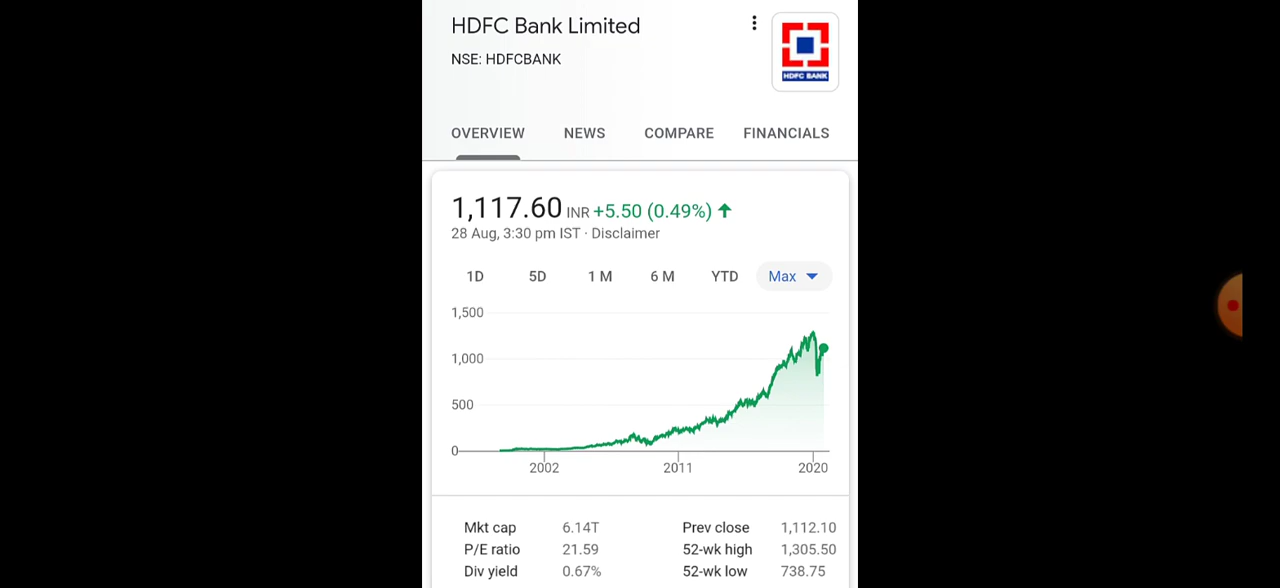 HDFC Bank Limited
NSE: HDFCBANK
HDFC BANK
OVERVIEW NEWS COMPARE FINANCIALS
1,117.60 INR +5.50 (0.49%)
28 Aug, 3:30 pm IST · Disclaimer
1D 5D 1 M 6 M YTD Max
1,500
1,000
500
0
2002 2011 2020
Mkt cap 6.14T Prev close 1,112.10
P/E ratio 21.59 52-wk high 1,305.50
Div yield 0.67% 52-wk low 738.75